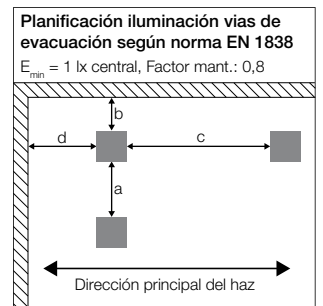 Planificación iluminación vias de
evacuación según norma EN 1838
E min = 1 lx central, Factor mant.: 0,8
b
d
c
a
Dirección principal del haz